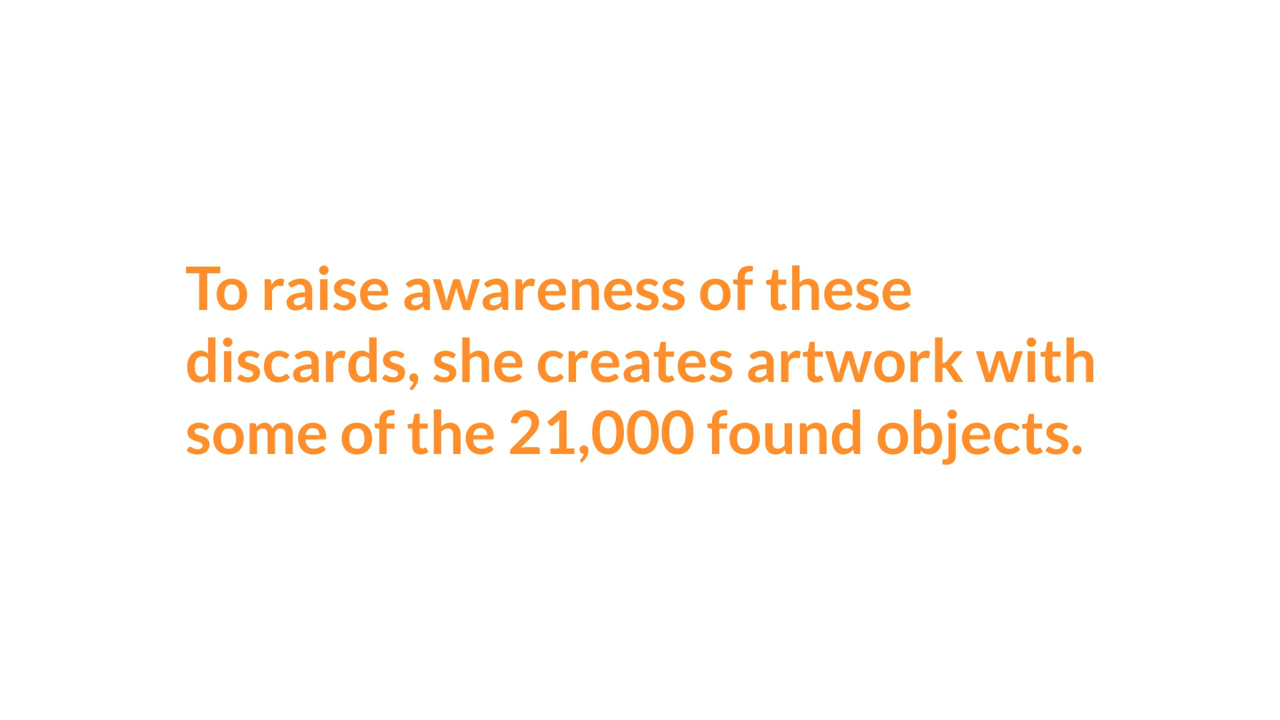 To raise awareness of these
discards, she creates artwork with
some of the 21,000 found objects.